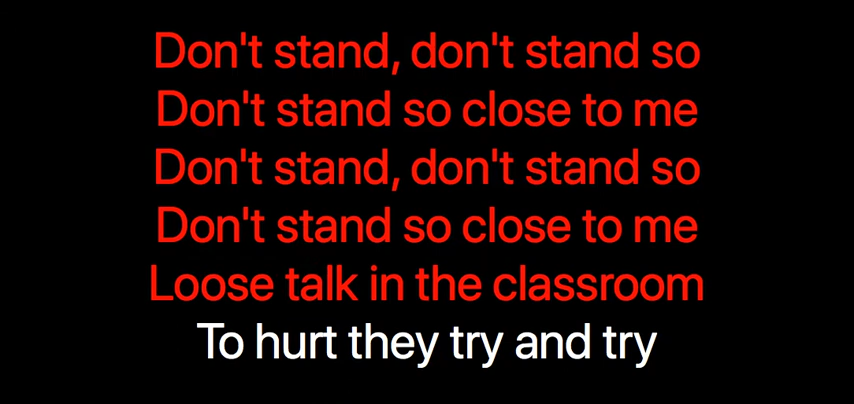 Don't stand, don't stand so
Don't stand so close to me
Don't stand, don't stand so
Don't stand so close to me
Loose talk in the classroom
To hurt they try and try